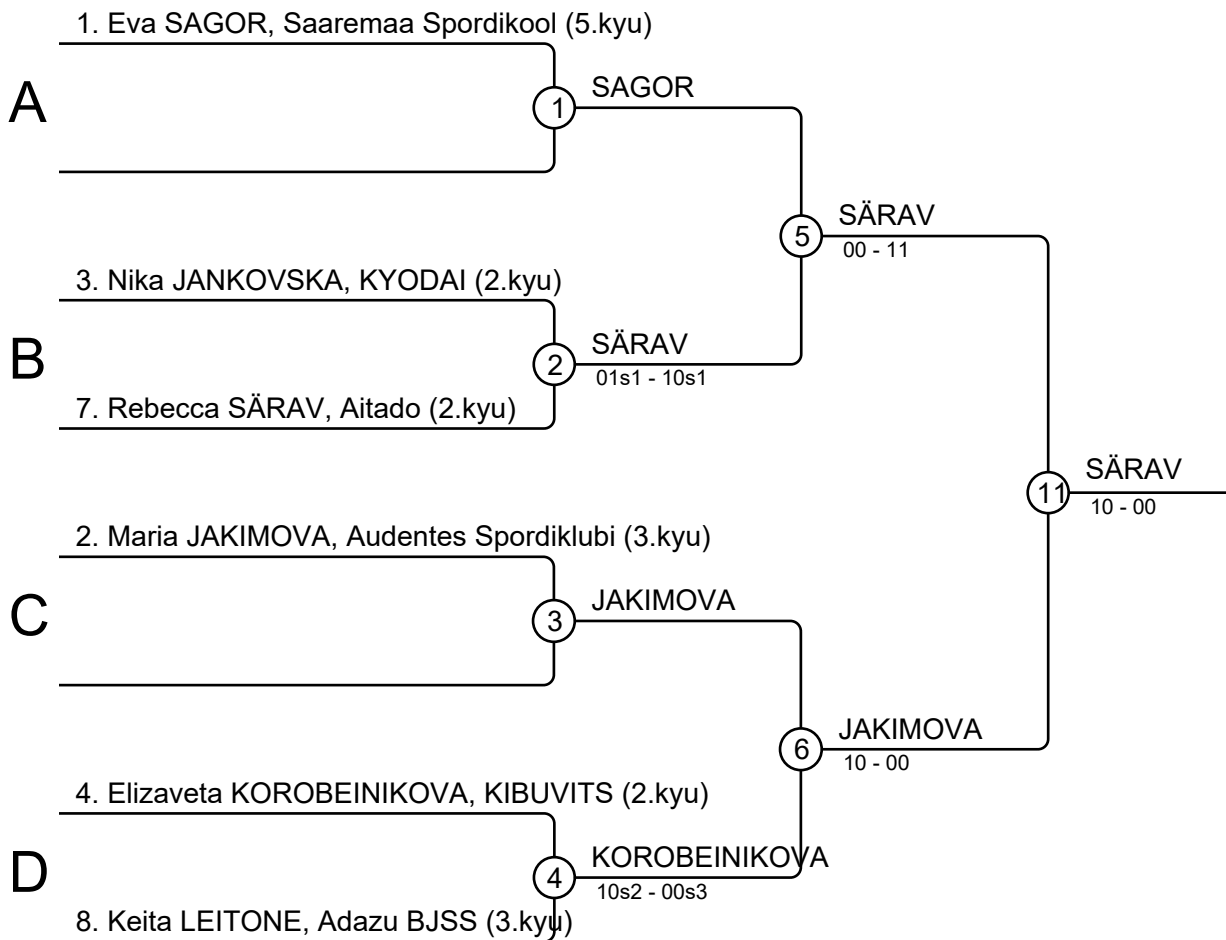 1. Eva SAGOR, Saaremaa Spordikool (5.kyu)
A
1
SAGOR
5
SÄRAV
00 - 11
3. Nika JANKOVSKA, KYODAI (2.kyu)
B
2
SÄRAV
01s1 - 10s1
7. Rebecca SÄRAV, Aitado (2.kyu)
11
SÄRAV
10 - 00
2. Maria JAKIMOVA, Audentes Spordiklubi (3.kyu)
C
3
JAKIMOVA
6
JAKIMOVA
10 - 00
4. Elizaveta KOROBEINIKOVA, KIBUVITS (2.kyu)
D
4
KOROBEINIKOVA
10s2 - 00s3
8. Keita LEITONE, Adazu BJSS (3.kyu)